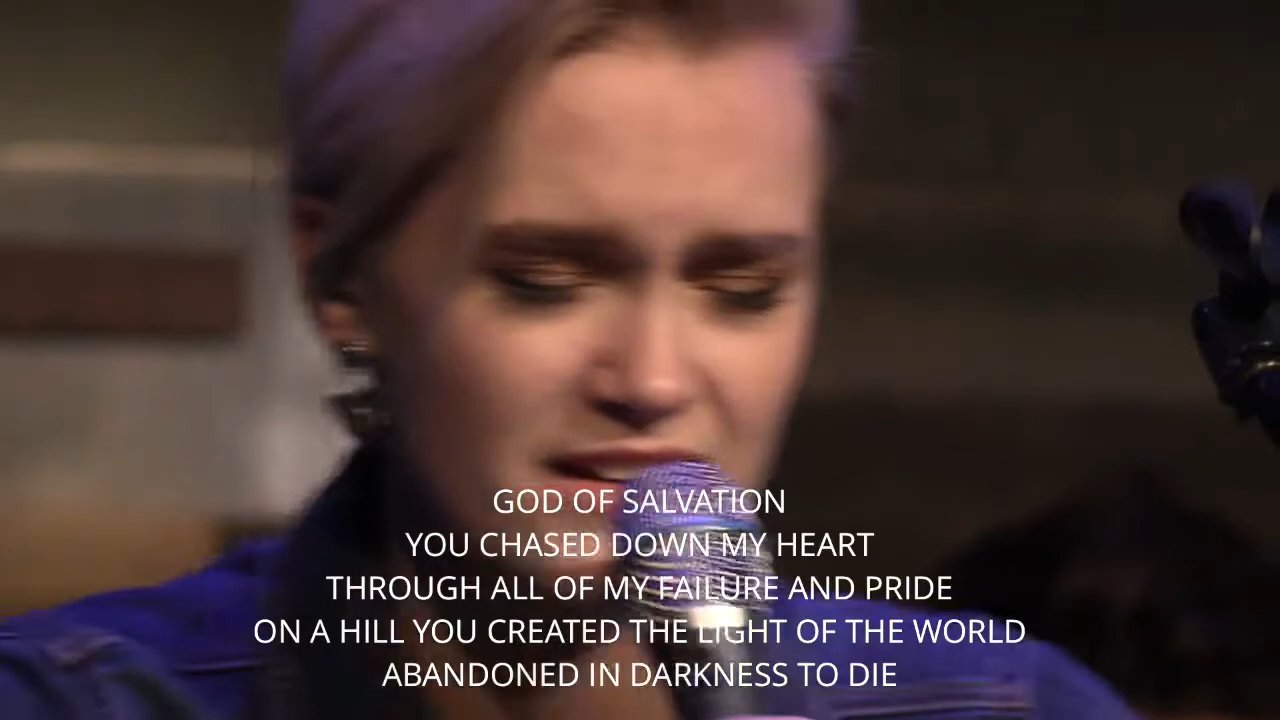 GOD OF SALVATION
YOU CHASED DOWN MY HEART
THROUGH ALL OF MY FAILURE AND PRIDE
ON A HILL YOU CREATED THE LIGHT OF THE WORLD
ABANDONED IN DARKNESS TO DIE